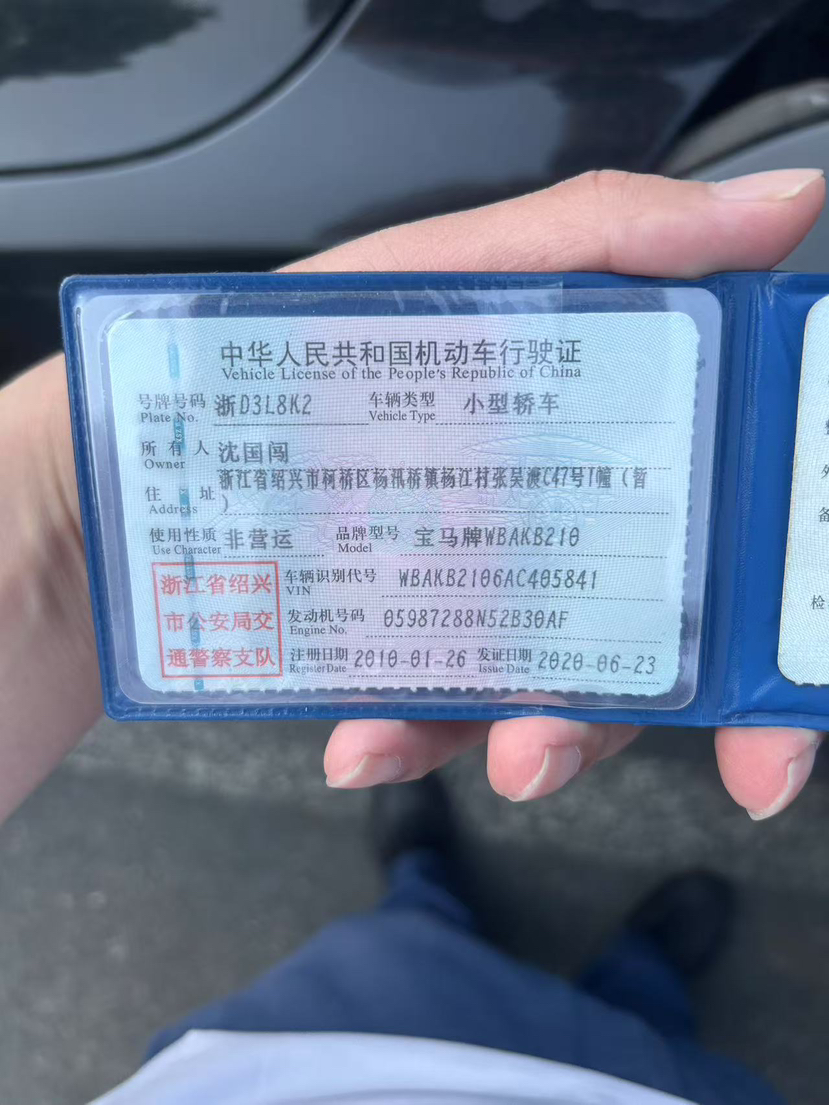 中华人民共和国机动车行驶证
Vehicle License of the People's Republic of China
号牌号码 浙D3L8K2 车辆类型 小型轿车
Plate No. Vehicle Type
所有人 沈国闯
Owner
浙江省绍兴市柯桥区杨汛桥镇杨江村张吴渡C47号1幢（暂
住址 ）
Address
使用性质 非营运 品牌型号 宝马牌WBAKB210
Use Character Model
浙江省绍兴
市公安局交
通警察支队
车辆识别代号 WBAKB2106AC405841
VIN
发动机号码 05987288N52B30AF
Engine No.
注册日期 2010-01-26 发证日期 2020-06-23
Register Date Issue Date
外
备
检